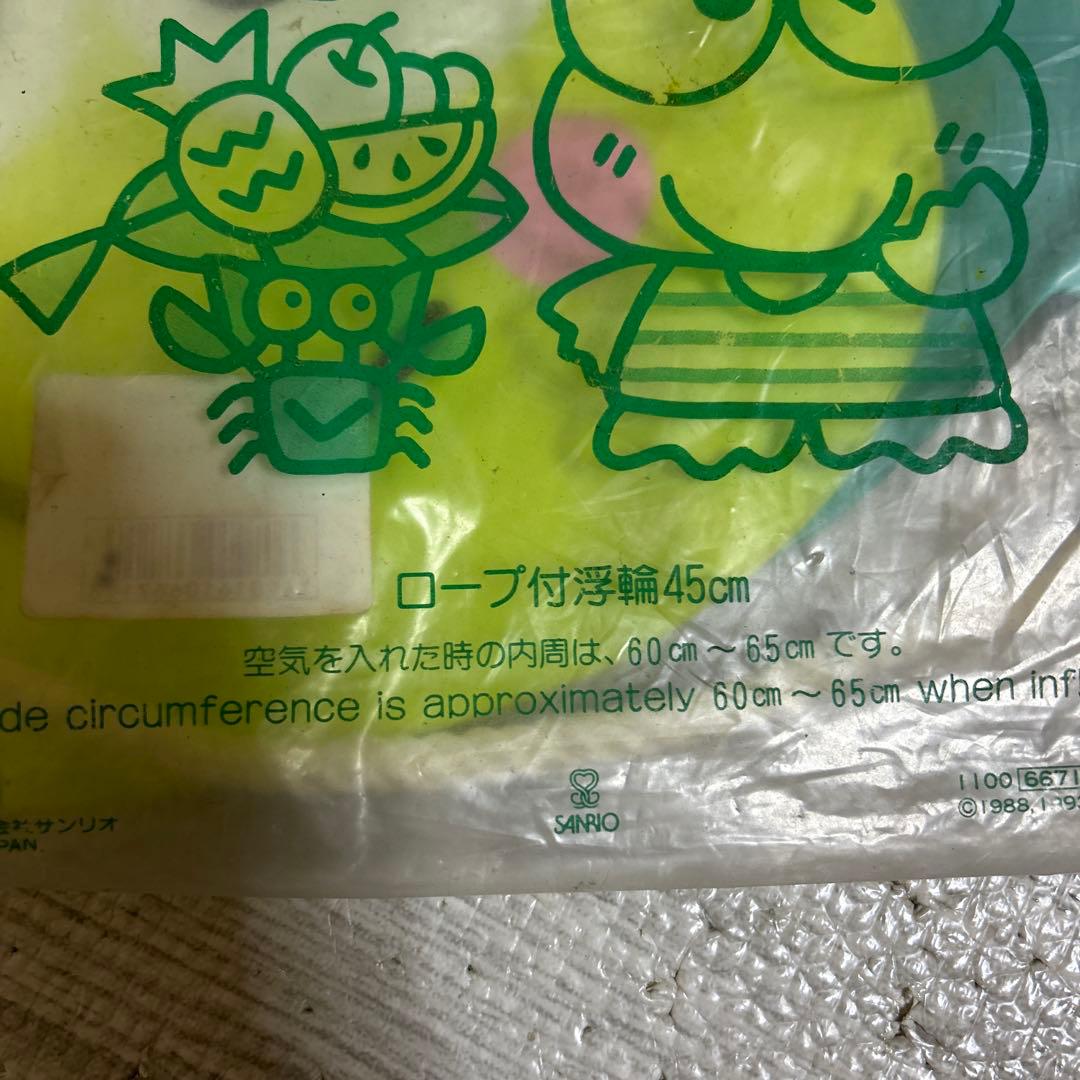 ロープ付浮輪45cm
空気を入れた時の内周は、60cm～65cmです。
de circumference is approximately 60cm～65cm when inf
サンリオ
SANRIO
1100 6671
©1988,